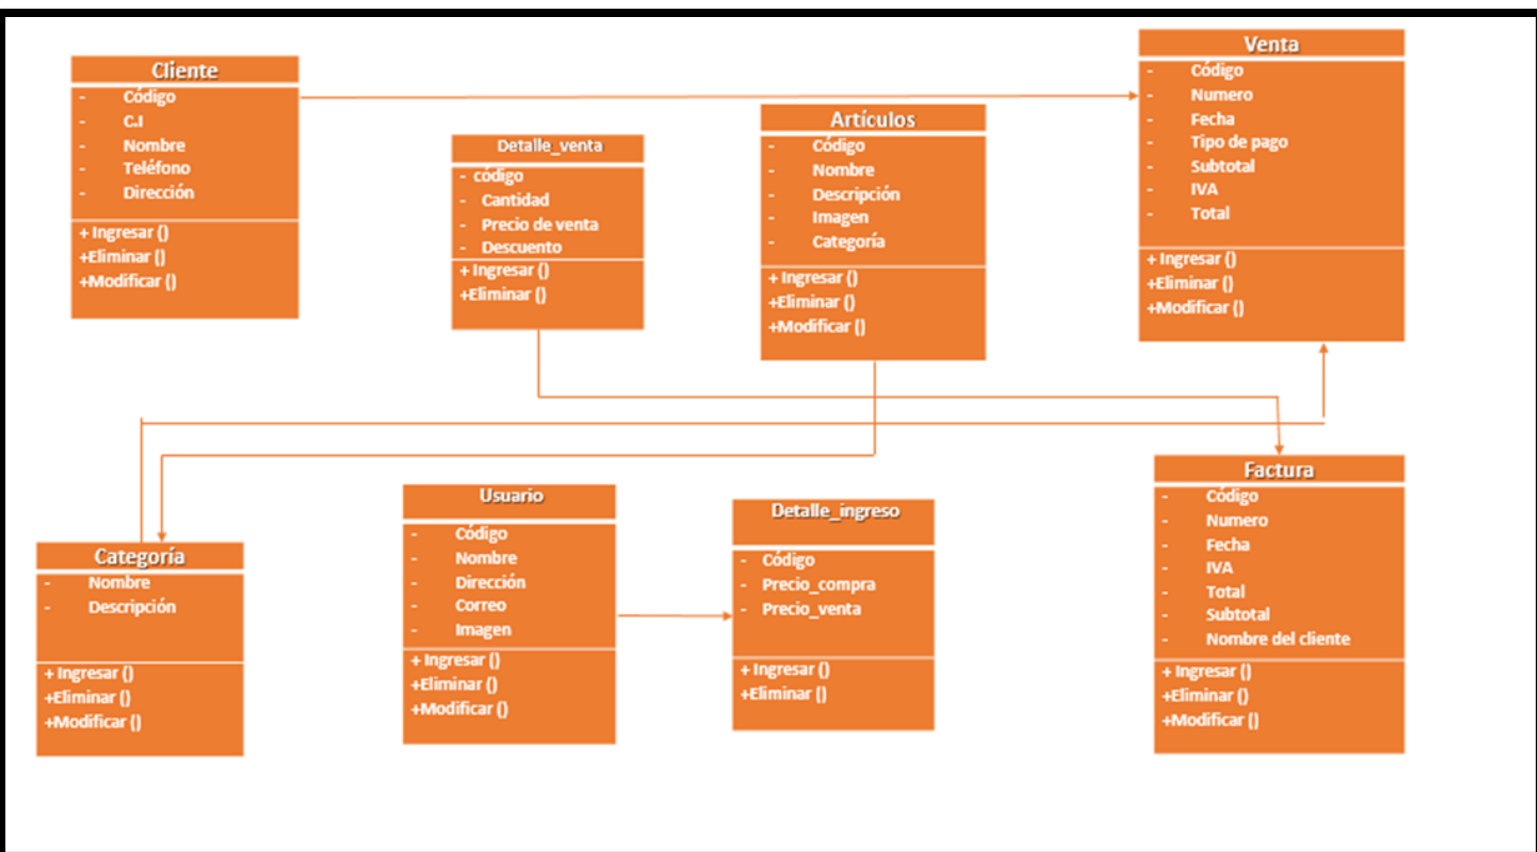 Cliente
- Código
- C.I
- Nombre
- Teléfono
- Dirección
+ Ingresar ()
+Eliminar ()
+Modificar ()
Detalle_venta
- código
- Cantidad
- Precio de venta
- Descuento
+ Ingresar ()
+Eliminar ()
Artículos
- Código
- Nombre
- Descripción
- Imagen
- Categoría
+ Ingresar ()
+Eliminar ()
+Modificar ()
Venta
- Código
- Numero
- Fecha
- Tipo de pago
- Subtotal
- IVA
- Total
+ Ingresar ()
+Eliminar ()
+Modificar ()
Categoría
- Nombre
- Descripción
+ Ingresar ()
+Eliminar ()
+Modificar ()
Usuario
- Código
- Nombre
- Dirección
- Correo
- Imagen
+ Ingresar ()
+Eliminar ()
+Modificar ()
Detalle_ingreso
- Código
- Precio_compra
- Precio_venta
+ Ingresar ()
+Eliminar ()
Factura
- Código
- Numero
- Fecha
- IVA
- Total
- Subtotal
- Nombre del cliente
+ Ingresar ()
+Eliminar ()
+Modificar ()